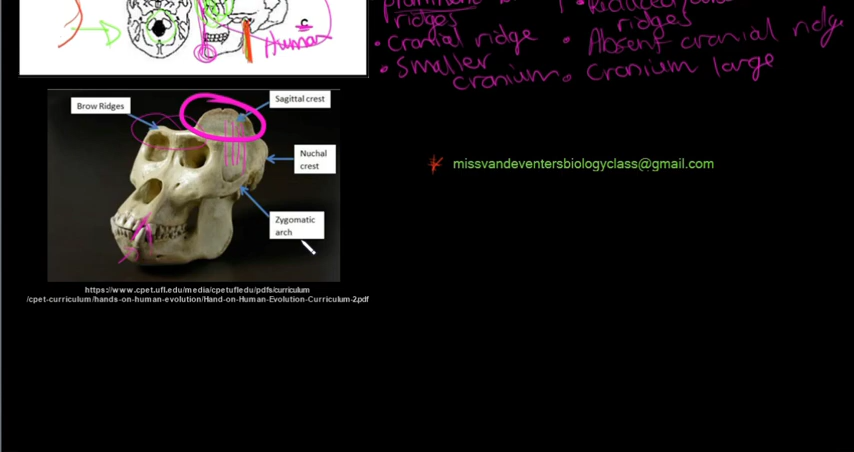 prominent
Reduced
ridges
ridges
• Cranial ridge
• Absent cranial ridge
• Smaller cranium
• Cranium large
C
Human
Brow Ridges
Sagittal crest
Nuchal
crest
Zygomatic
arch
* missvandeventersbiologyclass@gmail.com
https://www.cpet.ufl.edu/media/cpetufledu/pdfs/curriculum
/cpet-curriculum/hands-on-human-evolution/Hand-on-Human-Evolution-Curriculum-2.pdf